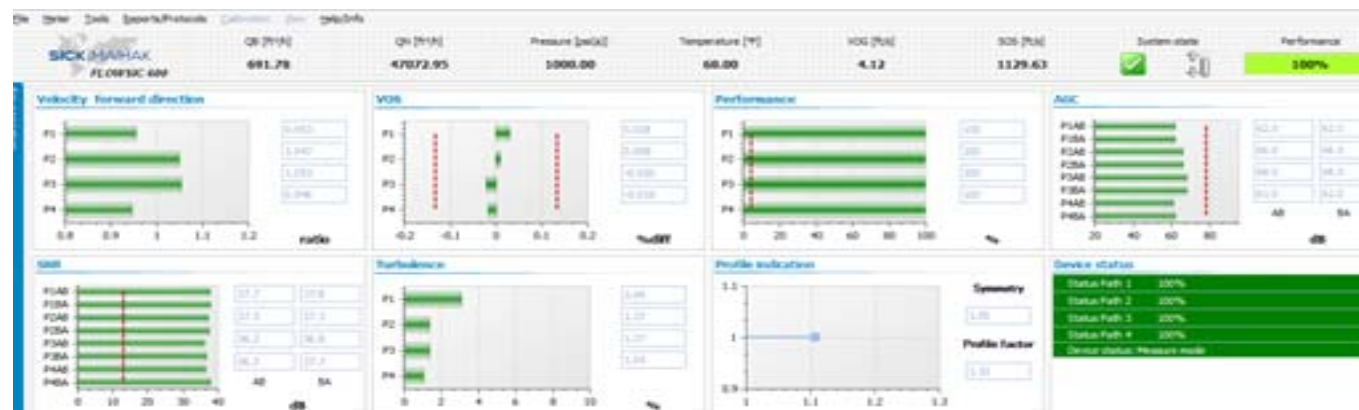 File Meter Tools Reports/Protocols Calibration View Help/Info
SICK MAIHAK
FLOWSIC 600
QB [ft³/h]
691.78
QN [ft³/h]
47072.95
Pressure [psi(a)]
1000.00
Temperature [°F]
60.00
VOG [ft/s]
4.12
SOS [ft/s]
1129.63
System state
Performance
100%
Velocity forward direction
P1
P2
P3
P4
0.8 0.9 1 1.1 1.2
ratio
VOS
P1
P2
P3
P4
-0.2 -0.1 0 0.1 0.2
%diff
Performance
P1
P2
P3
P4
0 20 40 60 80 100
%
100
100
100
100
AGC
P1AB
P1BA
P2AB
P2BA
P3AB
P3BA
P4AB
P4BA
20 40 60 80
AB BA
dB
SNR
P1AB
P1BA
P2AB
P2BA
P3AB
P3BA
P4AB
P4BA
0 10 20 30 40
AB BA
dB
Turbulence
P1
P2
P3
P4
0 2 4 6 8 10
%
Profile indication
1.1
1
0.9
1 1.1 1.2 1.3
Symmetry
Profile factor
Device status
Status Path 1 100%
Status Path 2 100%
Status Path 3 100%
Status Path 4 100%
Device status: Measure mode